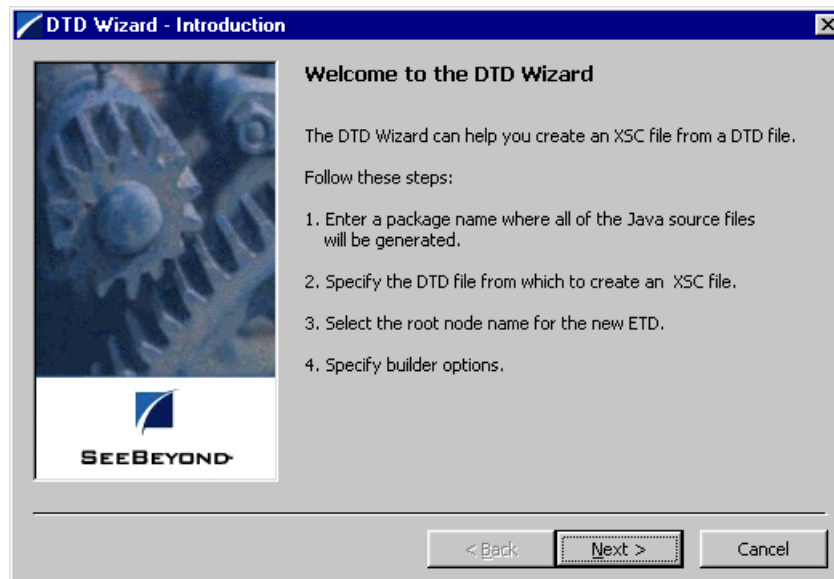 DTD Wizard - Introduction
Welcome to the DTD Wizard
The DTD Wizard can help you create an XSC file from a DTD file.
Follow these steps:
1. Enter a package name where all of the Java source files
will be generated.
2. Specify the DTD file from which to create an XSC file.
3. Select the root node name for the new ETD.
4. Specify builder options.
SEEBEYOND
< Back
Next >
Cancel